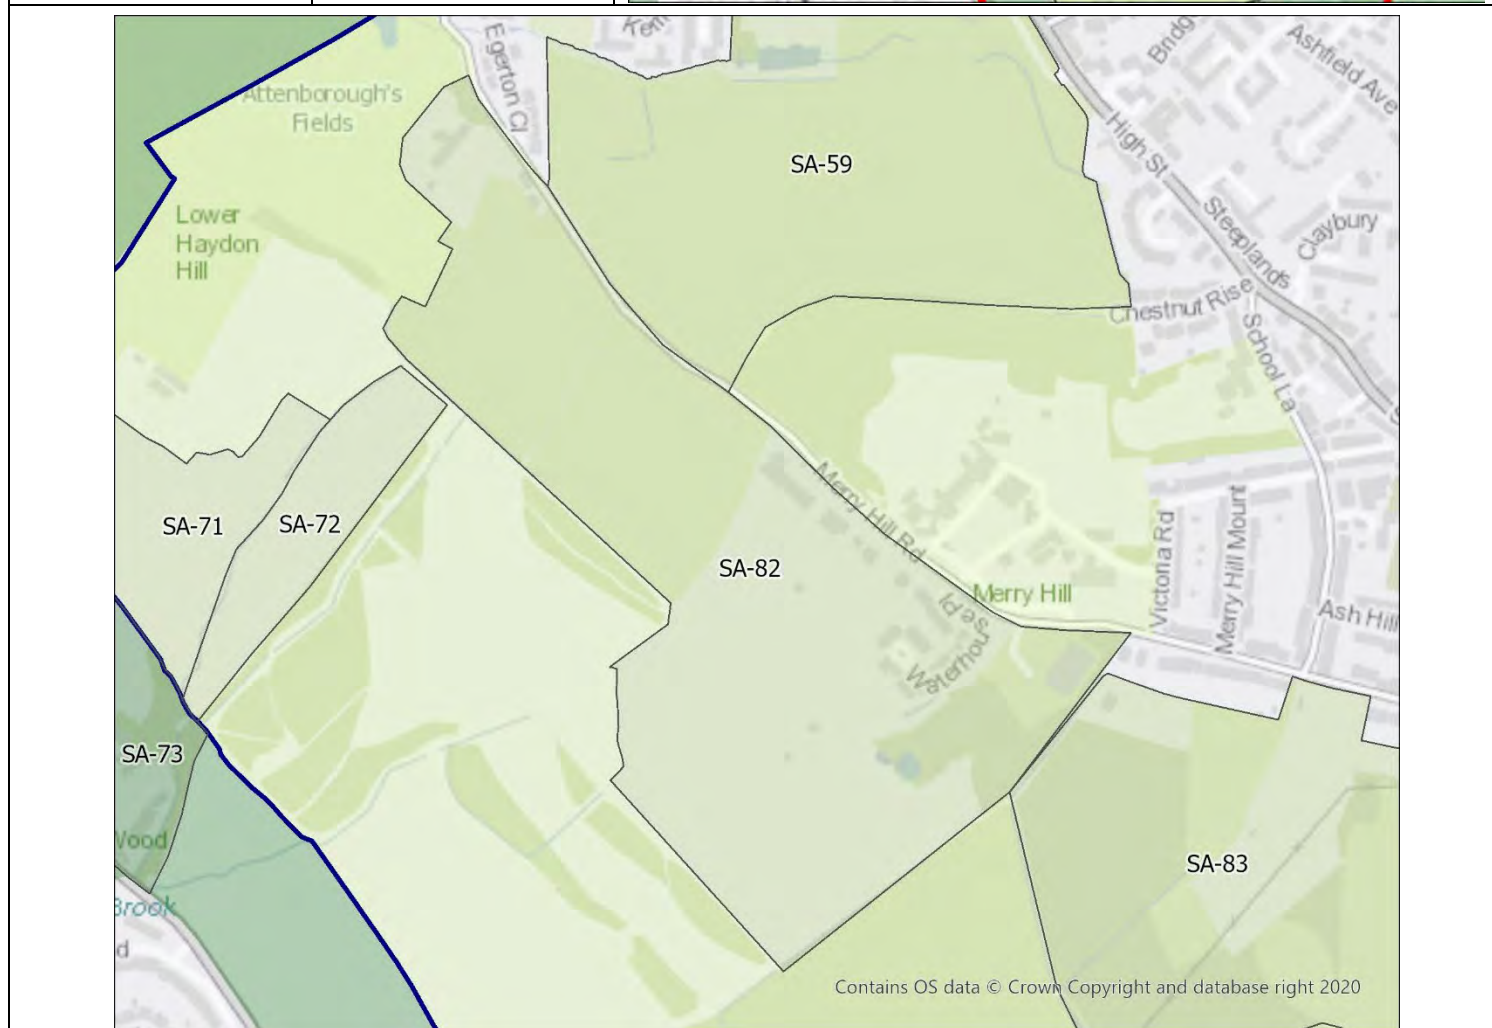 Egerton Cl
Attenborough's
Fields
SA-59
Ashfield Ave
High St
Steeplands
Claybury
Lower
Haydon
Hill
Chestnut Rise
School La
SA-71
SA-72
SA-82
Merry Hill Rd
Merry Hill
Victoria Rd
Merry Hill Mount
Ash Hill
Waterhouse Pl
SA-73
Wood
Brook
SA-83
Contains OS data © Crown Copyright and database right 2020